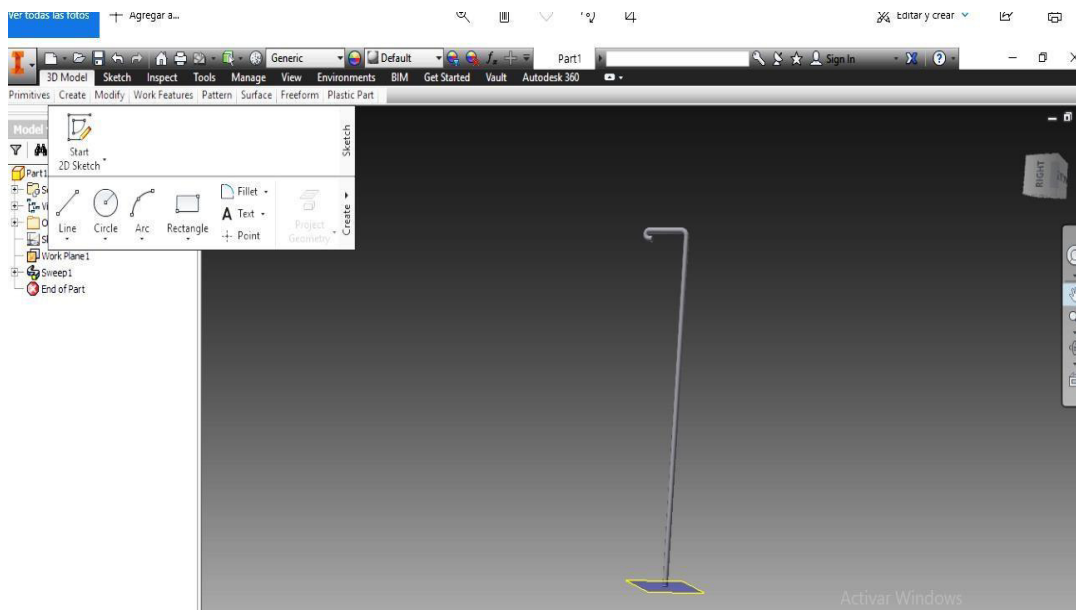 Ver todas las fotos + Agregar a... Editar y crear
Generic Default Part1 Sign In
3D Model Sketch Inspect Tools Manage View Environments BIM Get Started Vault Autodesk 360
Primitives Create Modify Work Features Pattern Surface Freeform Plastic Part
Model
Start
2D Sketch
Sketch
Part1
Line Circle Arc Rectangle
Fillet
Text
Point
Project
Geometry
Create
Work Plane1
Sweep1
End of Part
RIGHT
Activar Windows